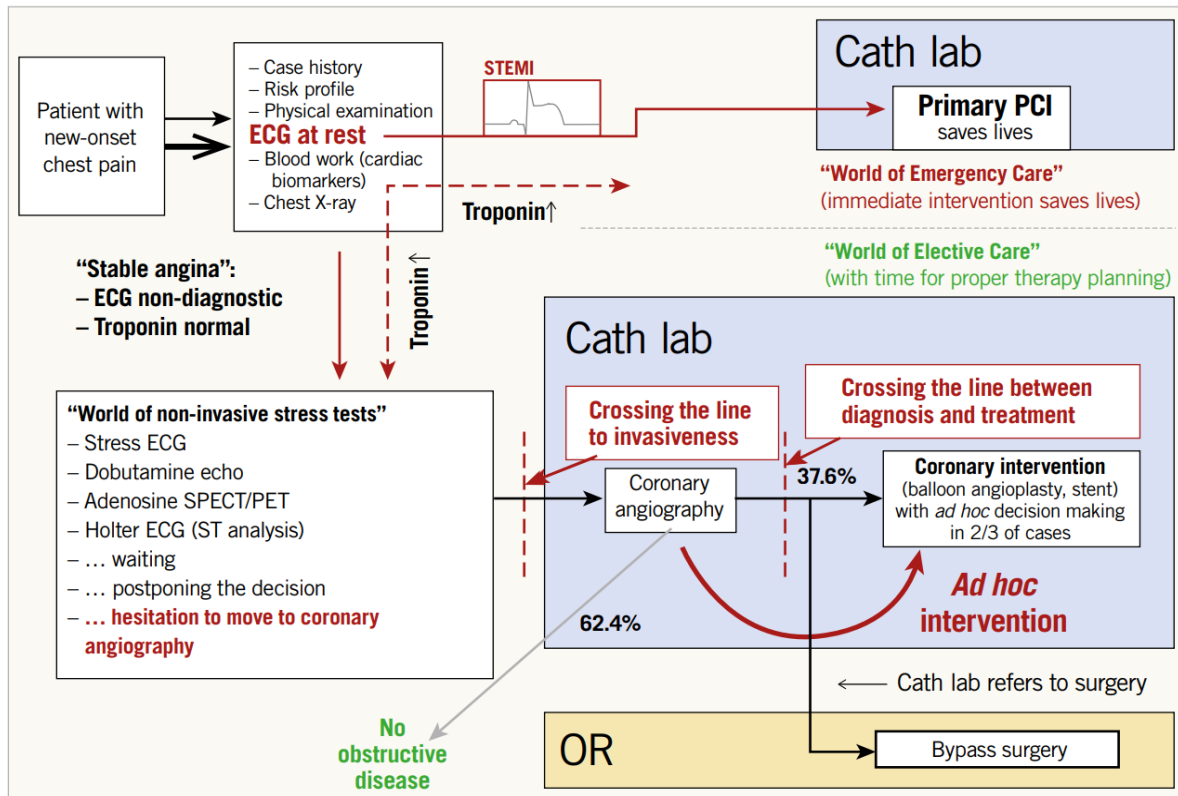 Patient with
new-onset
chest pain
– Case history
– Risk profile
– Physical examination
ECG at rest
– Blood work (cardiac
biomarkers)
– Chest X-ray
STEMI
Cath lab
Primary PCI
saves lives
"World of Emergency Care"
(immediate intervention saves lives)
Troponin↑
"World of Elective Care"
(with time for proper therapy planning)
"Stable angina":
– ECG non-diagnostic
– Troponin normal
Troponin↑
"World of non-invasive stress tests"
– Stress ECG
– Dobutamine echo
– Adenosine SPECT/PET
– Holter ECG (ST analysis)
– … waiting
– … postponing the decision
– … hesitation to move to coronary
angiography
Cath lab
Crossing the line
to invasiveness
Crossing the line between
diagnosis and treatment
Coronary
angiography
37.6%
Coronary intervention
(balloon angioplasty, stent)
with ad hoc decision making
in 2/3 of cases
62.4%
Ad hoc
intervention
Cath lab refers to surgery
No
obstructive
disease
OR
Bypass surgery